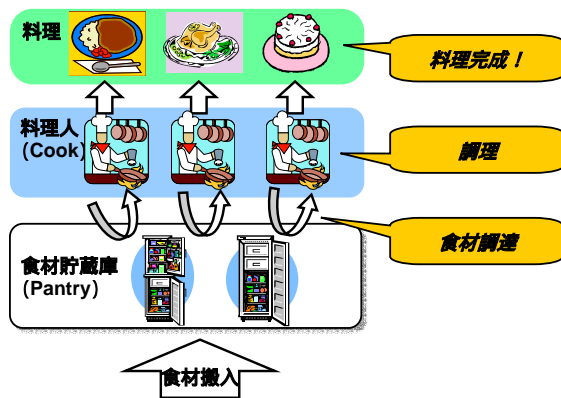 料理
料理完成！
料理人
(Cook)
調理
食材調達
食材貯蔵庫
(Pantry)
食材搬入